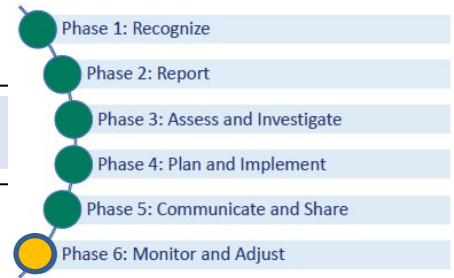 Phase 1: Recognize
Phase 2: Report
Phase 3: Assess and Investigate
Phase 4: Plan and Implement
Phase 5: Communicate and Share
Phase 6: Monitor and Adjust